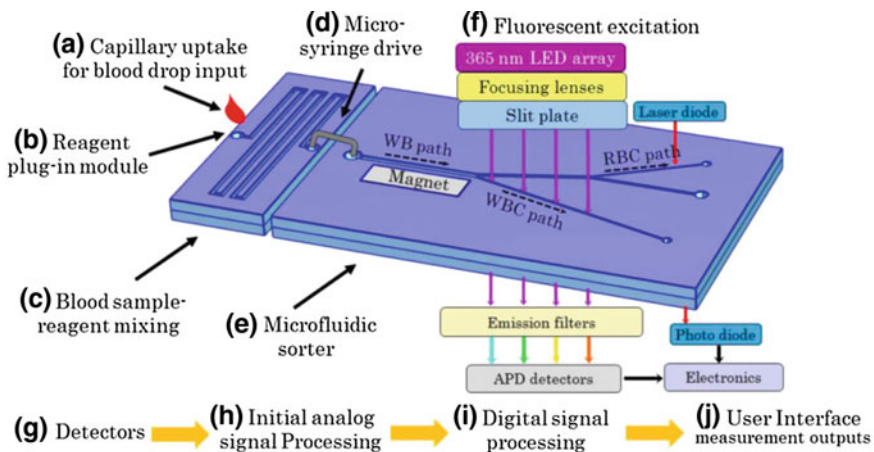 (a) Capillary uptake
for blood drop input
(d) Micro-
syringe drive
(f) Fluorescent excitation
365 nm LED array
Focusing lenses
Slit plate
Laser diode
(b) Reagent
plug-in module
WB path
RBC path
Magnet
WBC path
(c) Blood sample-
reagent mixing
(e) Microfluidic
sorter
Emission filters
Photo diode
APD detectors
Electronics
(g) Detectors
(h) Initial analog
signal Processing
(i) Digital signal
processing
(j) User Interface
measurement outputs